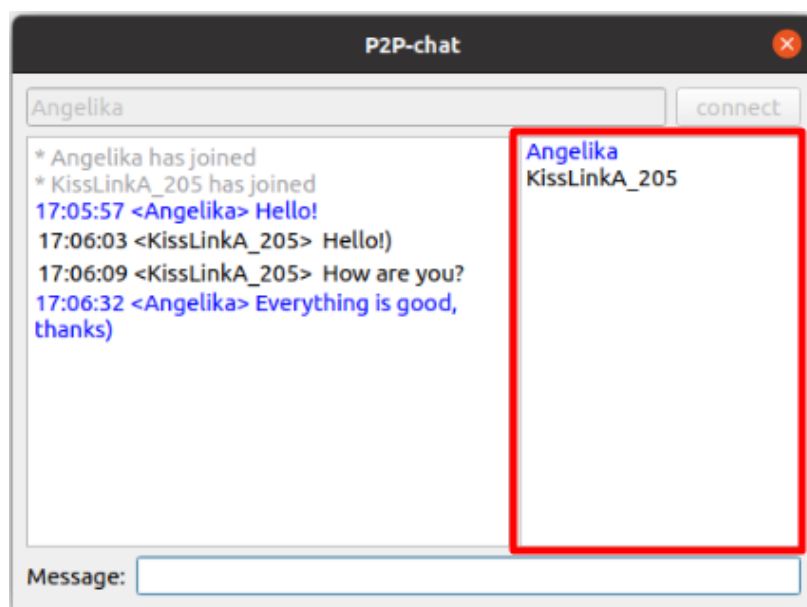 P2P-chat
Angelika
connect
* Angelika has joined
* KissLinkA_205 has joined
17:05:57 <Angelika> Hello!
17:06:03 <KissLinkA_205> Hello!)
17:06:09 <KissLinkA_205> How are you?
17:06:32 <Angelika> Everything is good,
thanks)
Angelika
KissLinkA_205
Message: